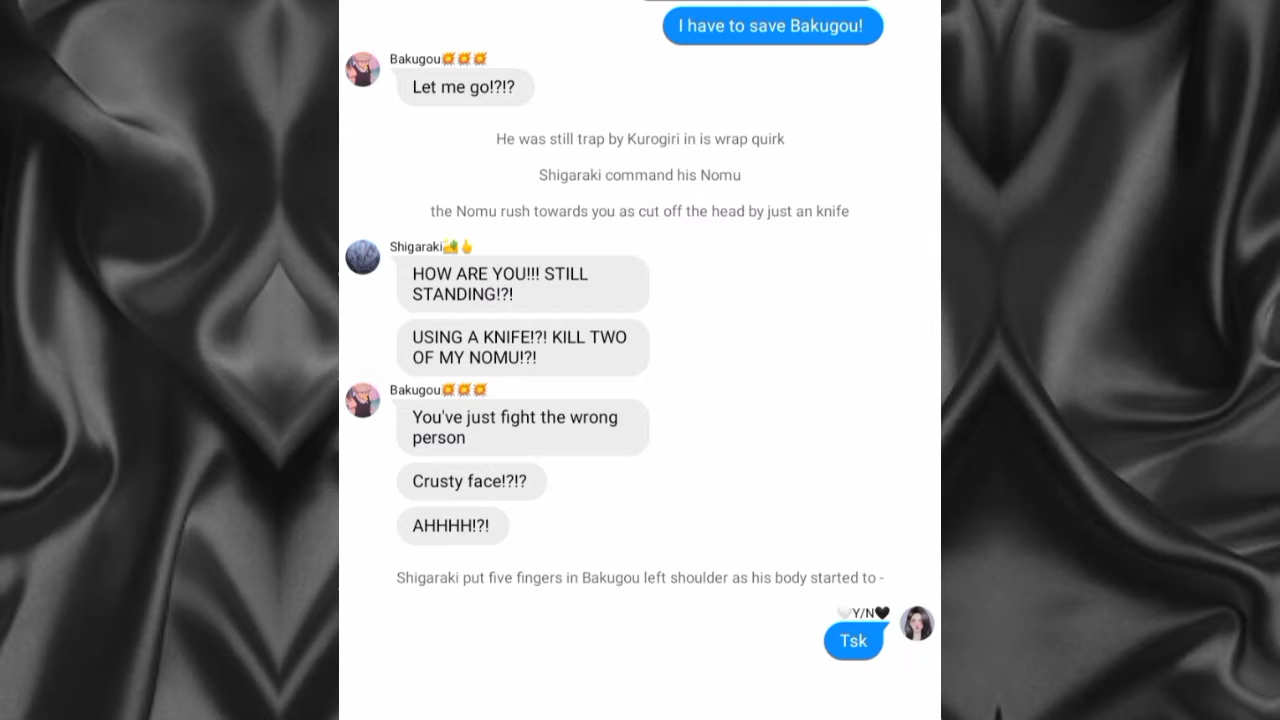 I have to save Bakugou!
Bakugou💥💥💥
Let me go!?!?
He was still trap by Kurogiri in is wrap quirk
Shigaraki command his Nomu
the Nomu rush towards you as cut off the head by just an knife
Shigaraki🏜️🖕
HOW ARE YOU!!! STILL
STANDING!?!
USING A KNIFE!?! KILL TWO
OF MY NOMU!?!
Bakugou💥💥💥
You've just fight the wrong
person
Crusty face!?!?
AHHHH!?!
Shigaraki put five fingers in Bakugou left shoulder as his body started to -
🤍Y/N🖤
Tsk